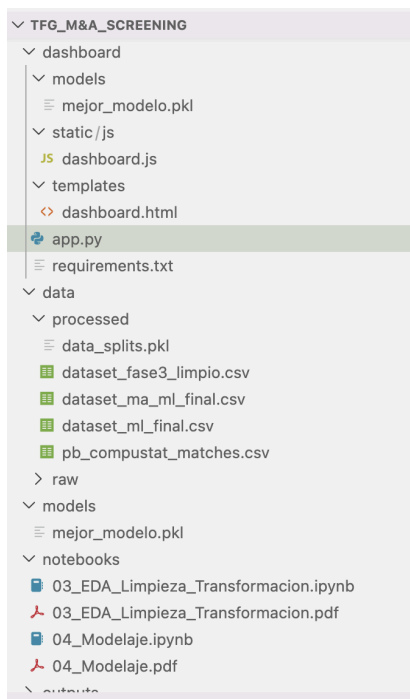 TFG_M&A_SCREENING
dashboard
models
mejor_modelo.pkl
static/js
JS dashboard.js
templates
<> dashboard.html
app.py
requirements.txt
data
processed
data_splits.pkl
dataset_fase3_limpio.csv
dataset_ma_ml_final.csv
dataset_ml_final.csv
pb_compustat_matches.csv
raw
models
mejor_modelo.pkl
notebooks
03_EDA_Limpieza_Transformacion.ipynb
03_EDA_Limpieza_Transformacion.pdf
04_Modelaje.ipynb
04_Modelaje.pdf